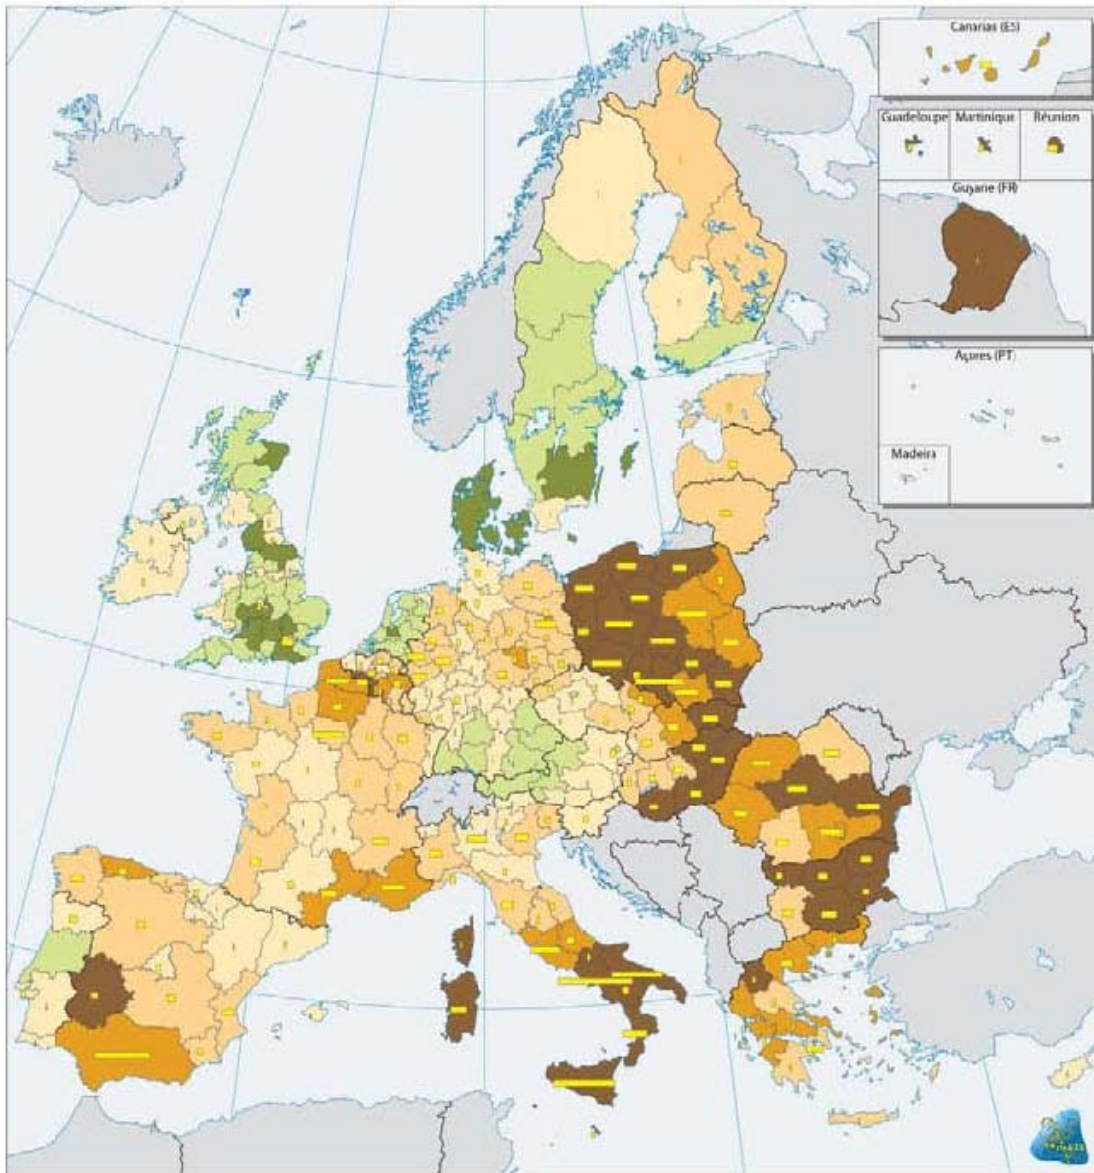 Canarias (ES)
Guadeloupe
Martinique
Réunion
Guyane (FR)
Açores (PT)
Madeira